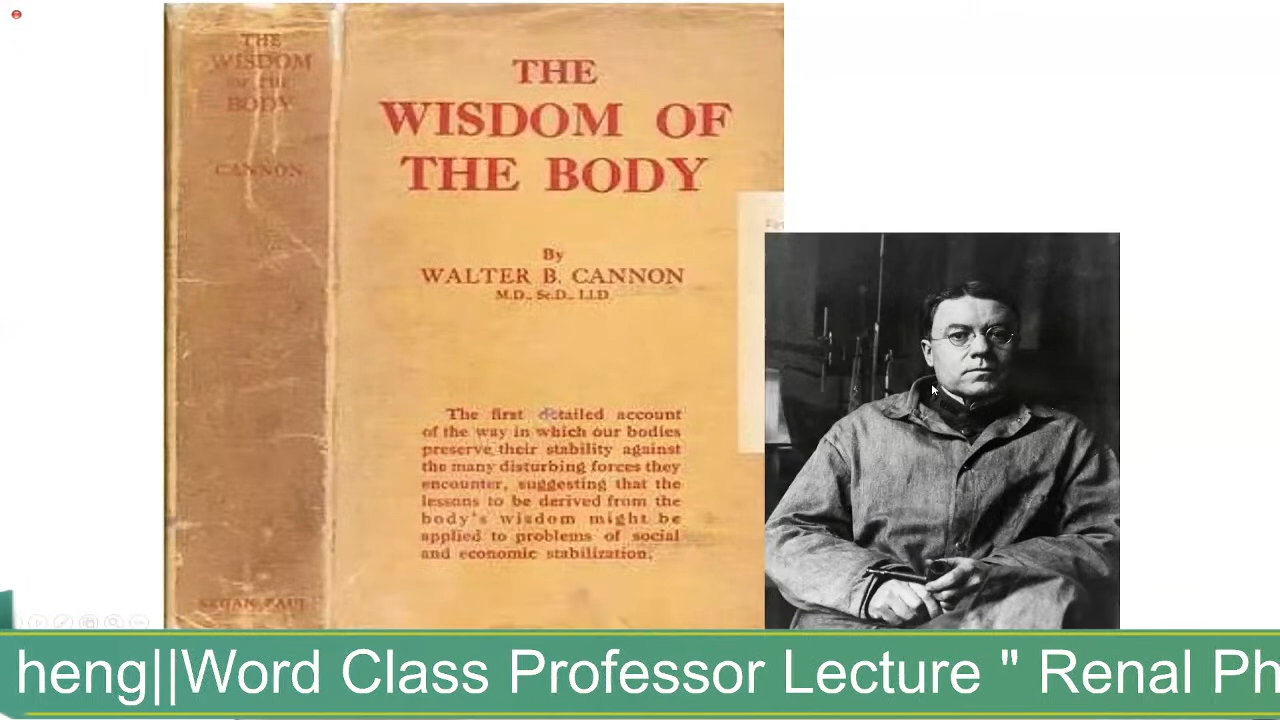 THE
WISDOM
OF THE
BODY
CANNON
THE
WISDOM OF
THE BODY
By
WALTER B. CANNON
M.D., Sc.D., LL.D.
The first detailed account
of the way in which our bodies
preserve their stability against
the many disturbing forces they
encounter, suggesting that the
lessons to be derived from the
body's wisdom might be
applied to problems of social
and economic stabilization.
KEGAN PAUL
heng||Word Class Professor Lecture " Renal Ph